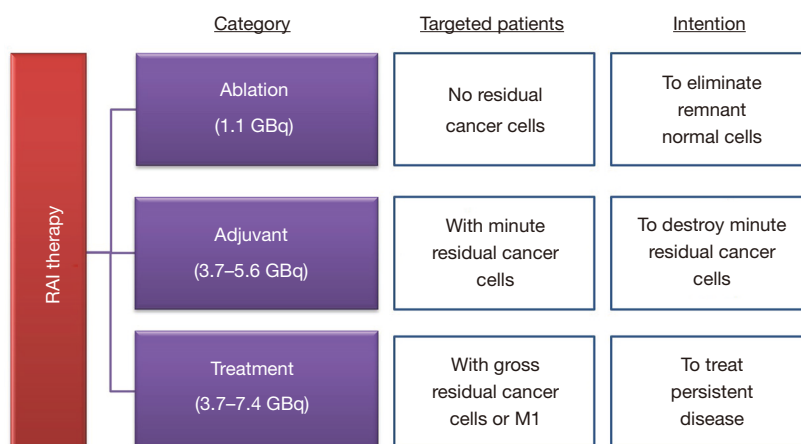 Category
Targeted patients
Intention
RAI therapy
Ablation
(1.1 GBq)
No residual
cancer cells
To eliminate
remnant
normal cells
Adjuvant
(3.7–5.6 GBq)
With minute
residual cancer
cells
To destroy minute
residual cancer
cells
Treatment
(3.7–7.4 GBq)
With gross
residual cancer
cells or M1
To treat
persistent
disease